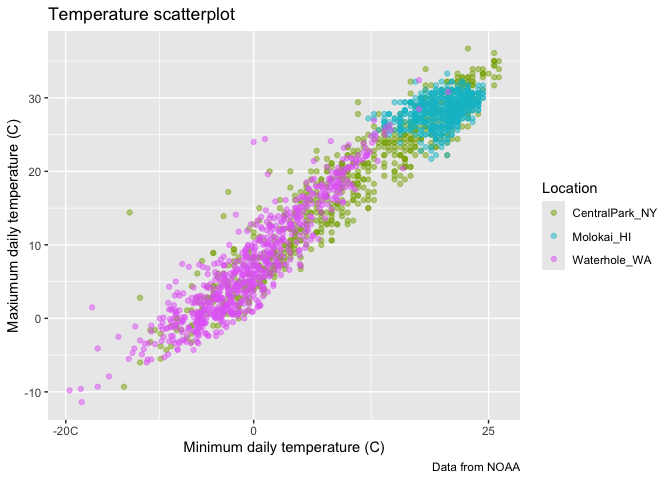 Temperature scatterplot
Maxiumum daily temperature (C)
30
20
10
0
-10
-20C
0
25
Minimum daily temperature (C)
Location
CentralPark_NY
Molokai_HI
Waterhole_WA
Data from NOAA